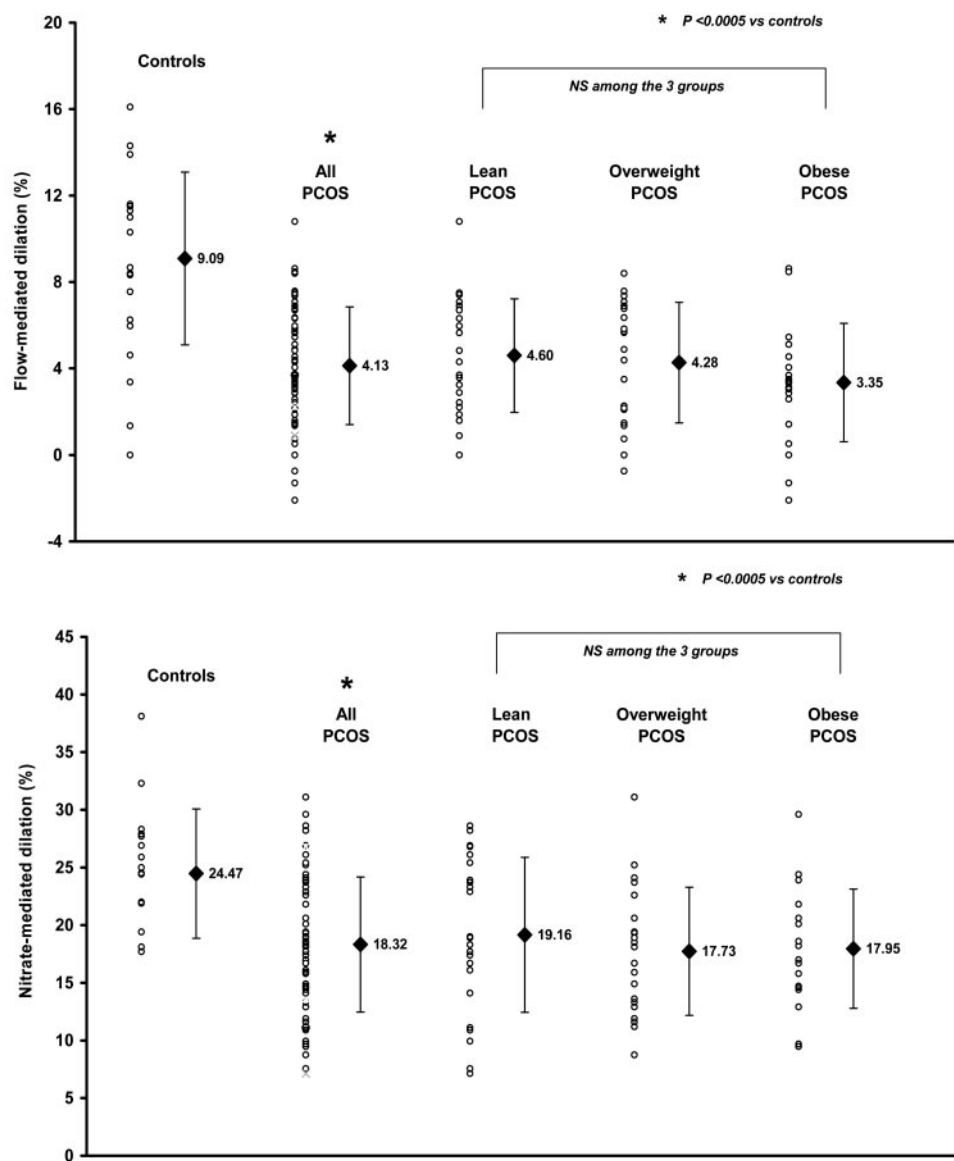 20
* P <0.0005 vs controls
Controls
NS among the 3 groups
16
*
All
PCOS
Lean
PCOS
Overweight
PCOS
Obese
PCOS
12
Flow-mediated dilation (%)
9.09
8
4.13
4.60
4.28
3.35
4
0
-4
* P <0.0005 vs controls
45
NS among the 3 groups
Controls
*
40
All
PCOS
Lean
PCOS
Overweight
PCOS
Obese
PCOS
35
30
Nitrate-mediated dilation (%)
25
24.47
20
18.32
19.16
17.73
17.95
15
10
5
0